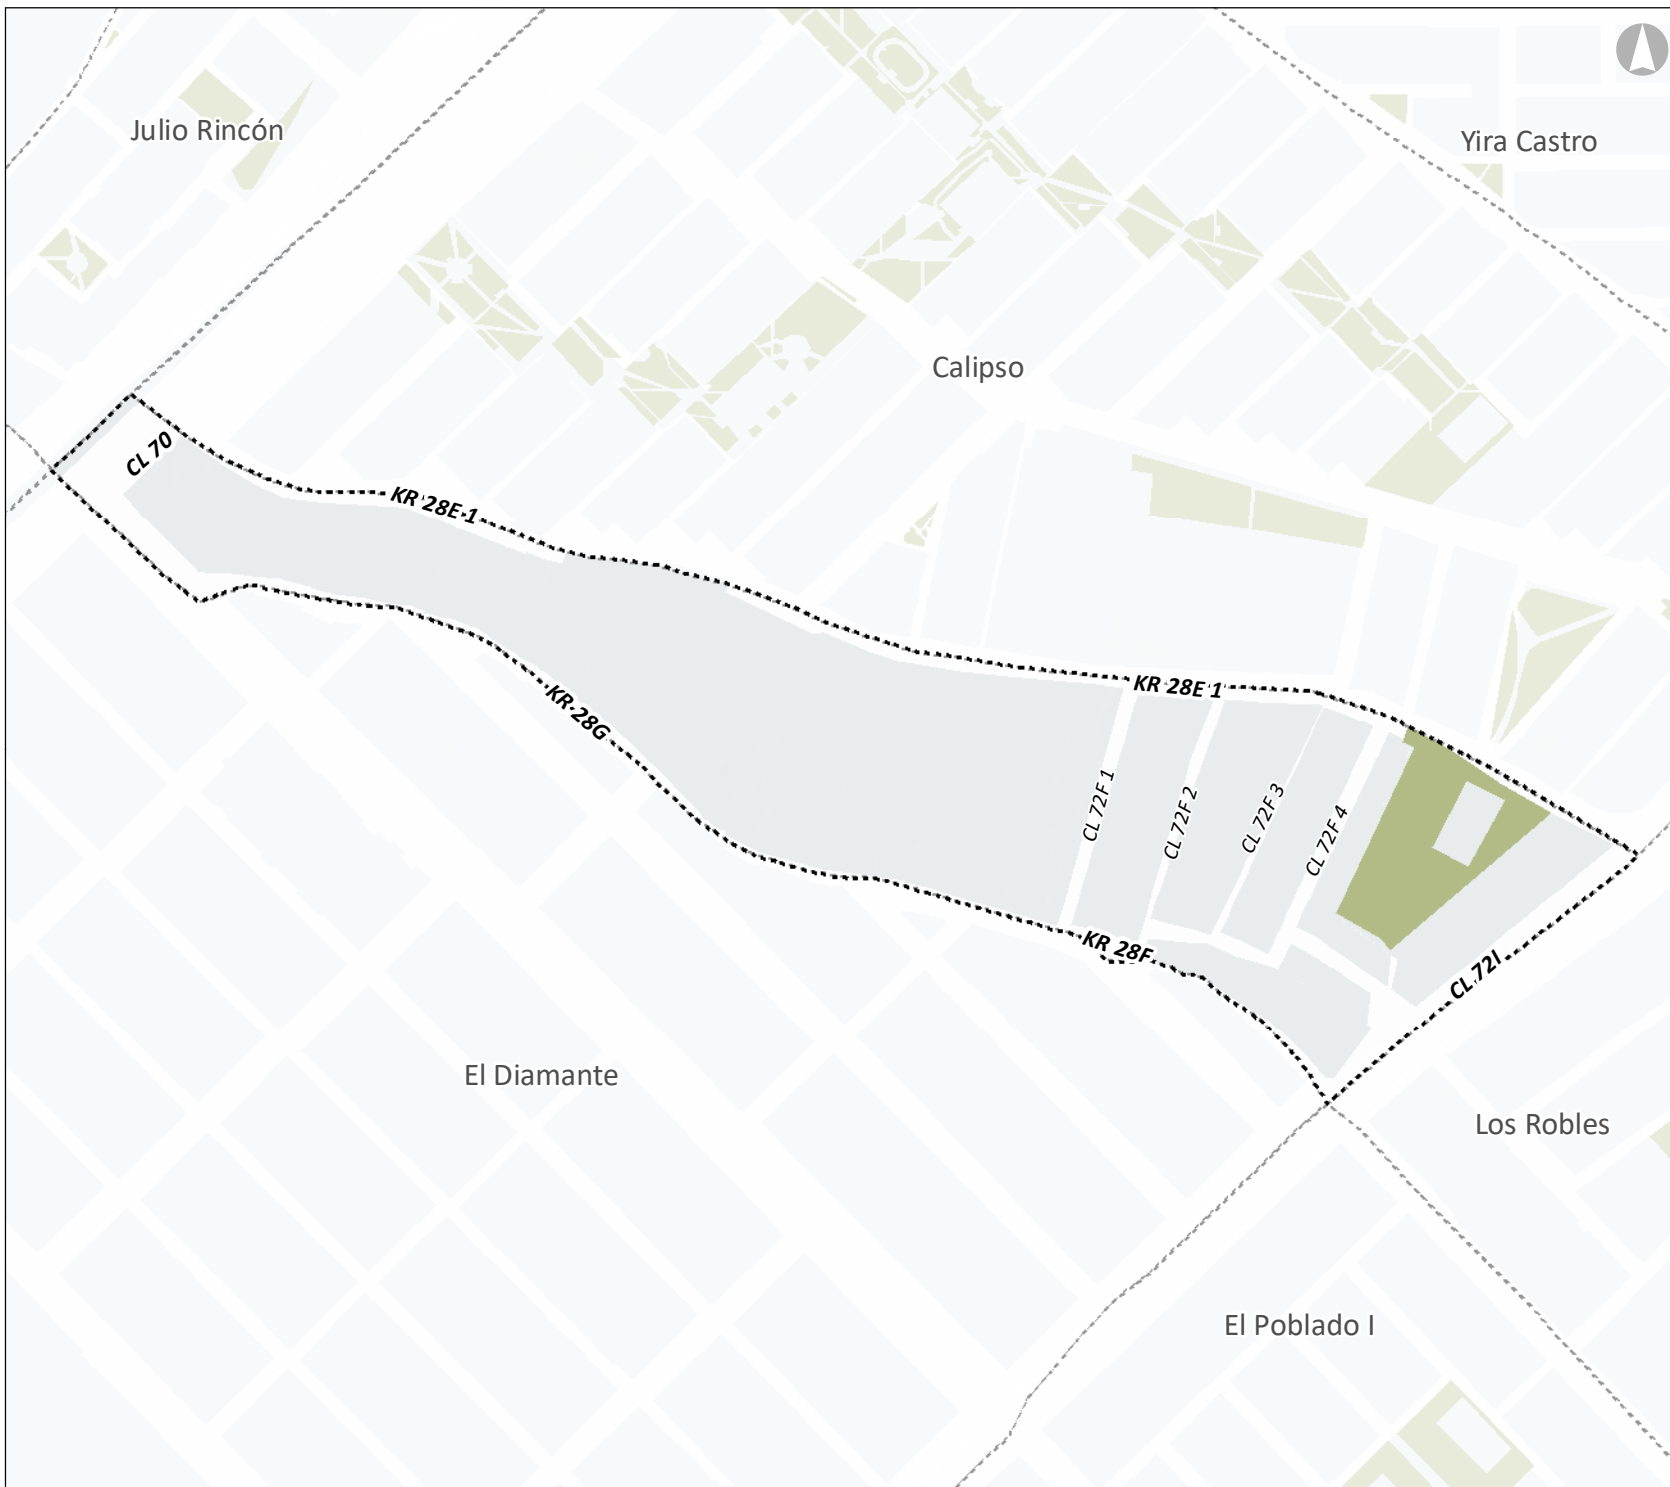 Julio Rincón
Yira Castro
Calipso
CL 70
KR 28E 1
KR 28E 1
KR 28G
CL 72F 1
CL 72F 2
CL 72F 3
CL 72F 4
KR 28F
CL 72I
El Diamante
Los Robles
El Poblado I